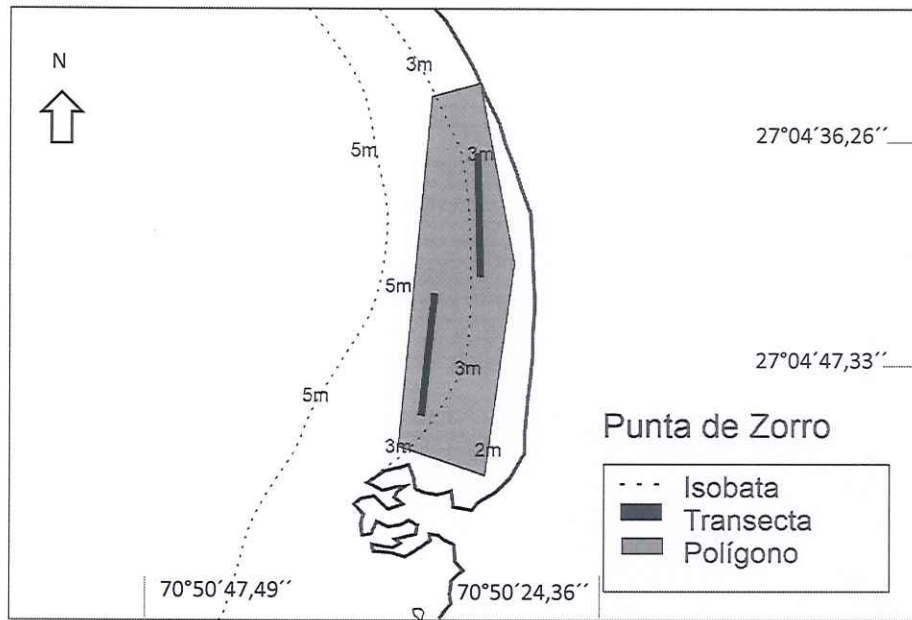 N
3m
5m
27°04´36,26´´
3m
5m
3m
27°04´47,33´´
5m
3m
2m
Punta de Zorro
Isobata
Transecta
Polígono
70°50´47,49´´
70°50´24,36´´